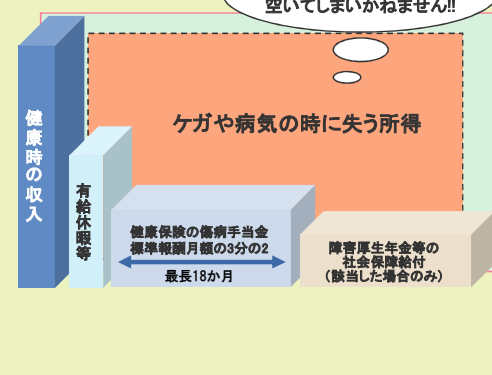 空いてしまいかねません!!
ケガや病気の時に失う所得
健康時の収入
有給休暇等
健康保険の傷病手当金
標準報酬月額の3分の2
最長18か月
障害厚生年金等の
社会保障給付
（該当した場合のみ）